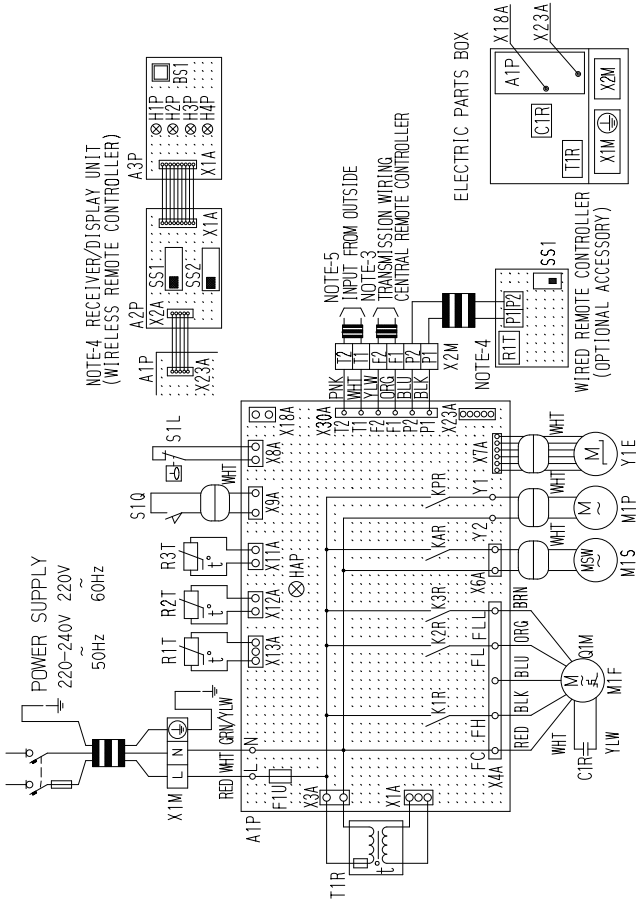 POWER SUPPLY
220-240V 220V
~ ~
50Hz 60Hz
X1M
L
N
RED
WHT
GRN/YLW
A1P
L
N
F1U
X3A
X1A
T1R
t°
R1T
t°
X13A
R2T
t°
X12A
R3T
t°
X11A
HAP
S1Q
WHT
X9A
S1L
X8A
X18A
X30A
T2
T1
F2
F1
P2
P1
X23A
PNK
WHT
YLW
ORG
BLU
BLK
T2
T1
F2
F1
P2
P1
X2M
NOTE-5
INPUT FROM OUTSIDE
NOTE-3
TRANSMISSION WIRING
CENTRAL REMOTE CONTROLLER
NOTE-4
R1T
P1
P2
SS1
WIRED REMOTE CONTROLLER
(OPTIONAL ACCESSORY)
NOTE-4 RECEIVER/DISPLAY UNIT
(WIRELESS REMOTE CONTROLLER)
A1P
X23A
A2P
X2A
SS1
SS2
X1A
A3P
X1A
H1P
H2P
H3P
H4P
BS1
ELECTRIC PARTS BOX
X18A
X23A
A1P
C1R
T1R
X1M
X2M
K1R
K2R
K3R
KAR
KPR
FC
FH
FL
FLL
X4A
X6A
Y2
Y1
X7A
RED
BLK
BLU
ORG
BRN
WHT
YLW
C1R
M
~
Q1M
M1F
WHT
MSW
M1S
WHT
M
~
M1P
WHT
M
Y1E